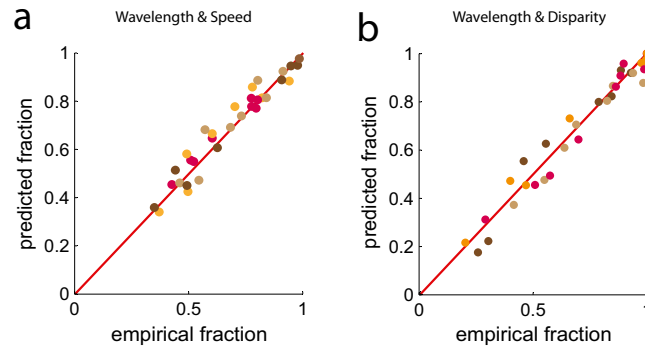 a
Wavelength & Speed
predicted fraction
1
0.8
0.6
0.4
0.2
0
0.5
1
empirical fraction
b
Wavelength & Disparity
predicted fraction
1
0.8
0.6
0.4
0.2
0
0
0.5
1
empirical fraction